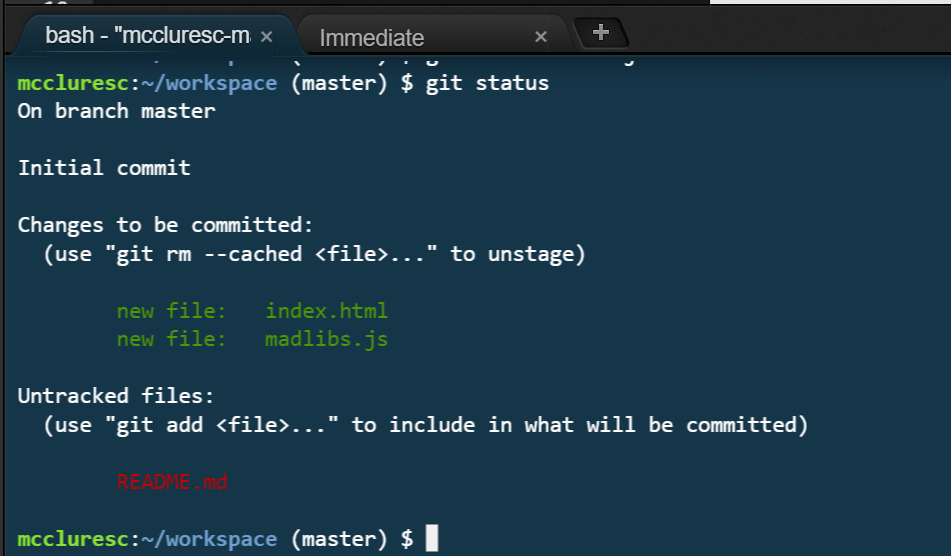 bash - "mccluresc-m
Immediate
mccluresc:~/workspace (master) $ git status
On branch master
Initial commit
Changes to be committed:
(use "git rm --cached <file>..." to unstage)
new file:   index.html
new file:   madlibs.js
Untracked files:
(use "git add <file>..." to include in what will be committed)
README.md
mccluresc:~/workspace (master) $